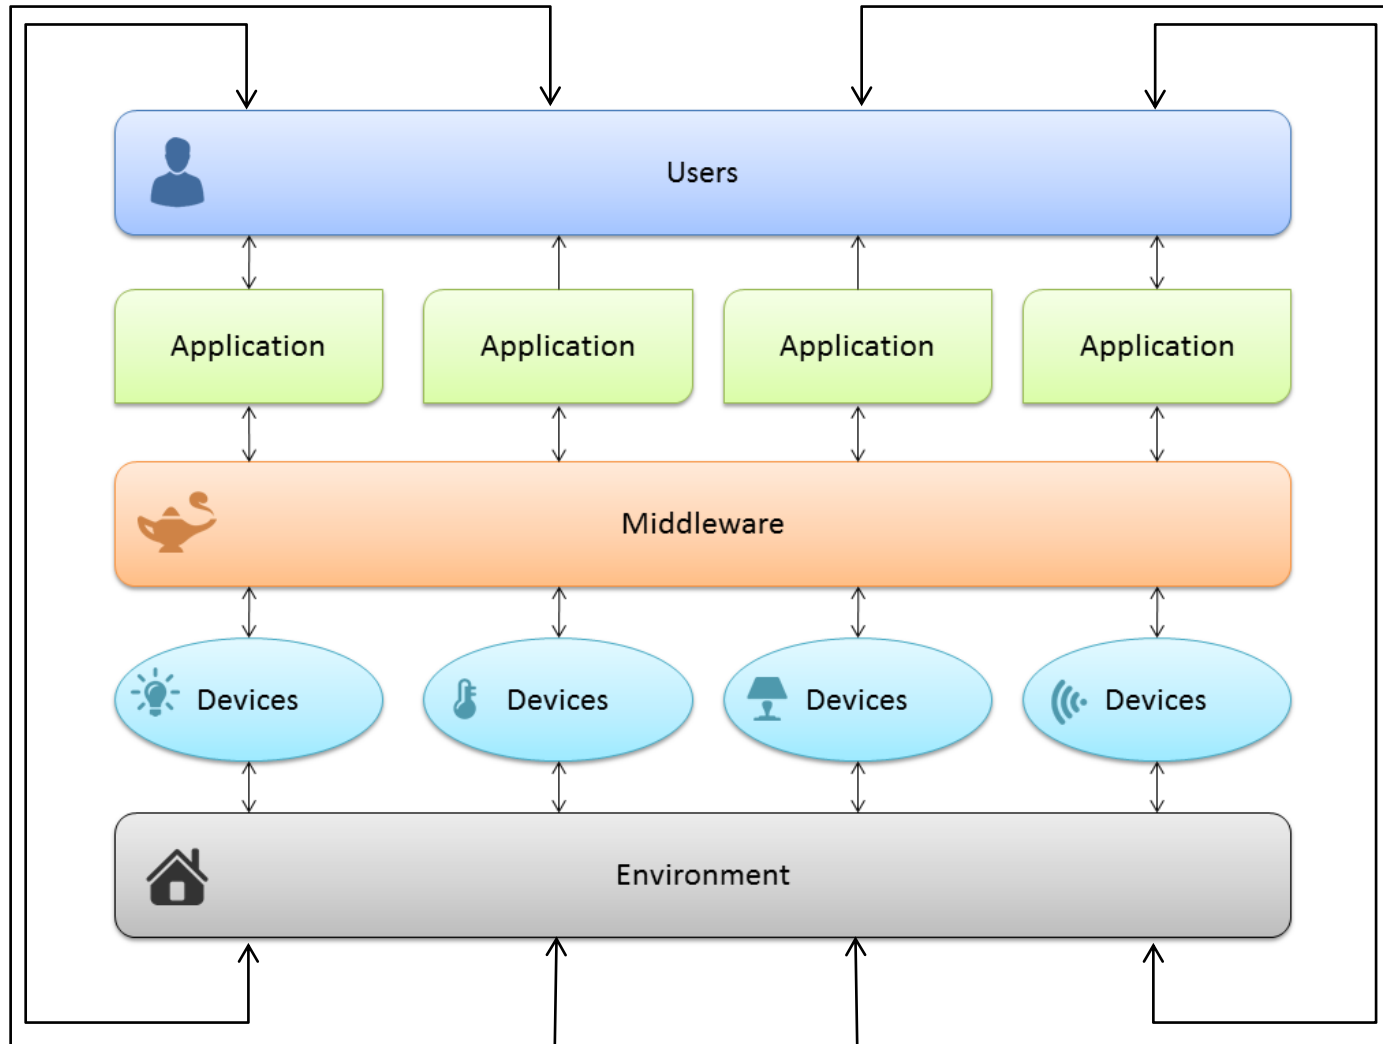 Users
Application
Application
Application
Application
Middleware
Devices
Devices
Devices
Devices
Environment